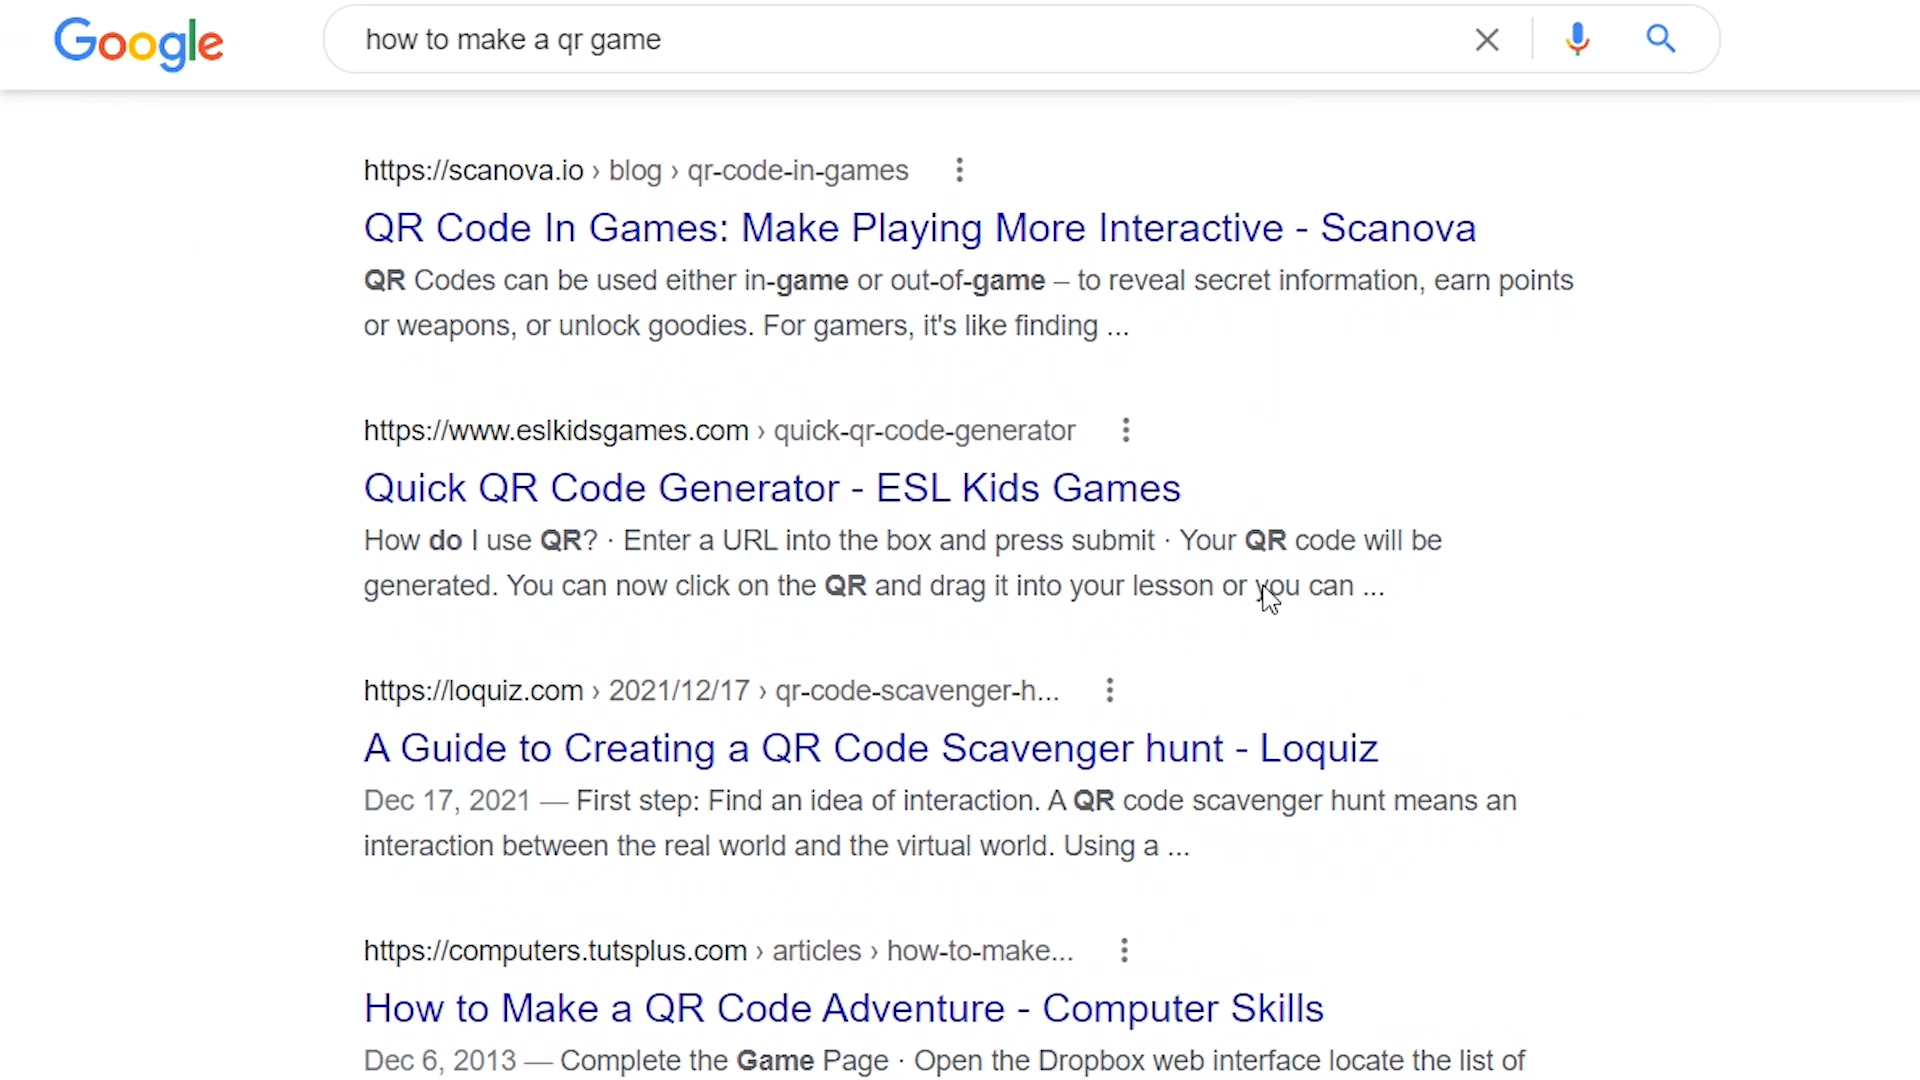 Google
how to make a qr game
https://scanova.io › blog › qr-code-in-games
QR Code In Games: Make Playing More Interactive - Scanova
QR Codes can be used either in-game or out-of-game – to reveal secret information, earn points
or weapons, or unlock goodies. For gamers, it's like finding ...
https://www.eslkidsgames.com › quick-qr-code-generator
Quick QR Code Generator - ESL Kids Games
How do I use QR? · Enter a URL into the box and press submit · Your QR code will be
generated. You can now click on the QR and drag it into your lesson or you can ...
https://loquiz.com › 2021/12/17 › qr-code-scavenger-h...
A Guide to Creating a QR Code Scavenger hunt - Loquiz
Dec 17, 2021 — First step: Find an idea of interaction. A QR code scavenger hunt means an
interaction between the real world and the virtual world. Using a ...
https://computers.tutsplus.com › articles › how-to-make...
How to Make a QR Code Adventure - Computer Skills
Dec 6, 2013 — Complete the Game Page · Open the Dropbox web interface locate the list of